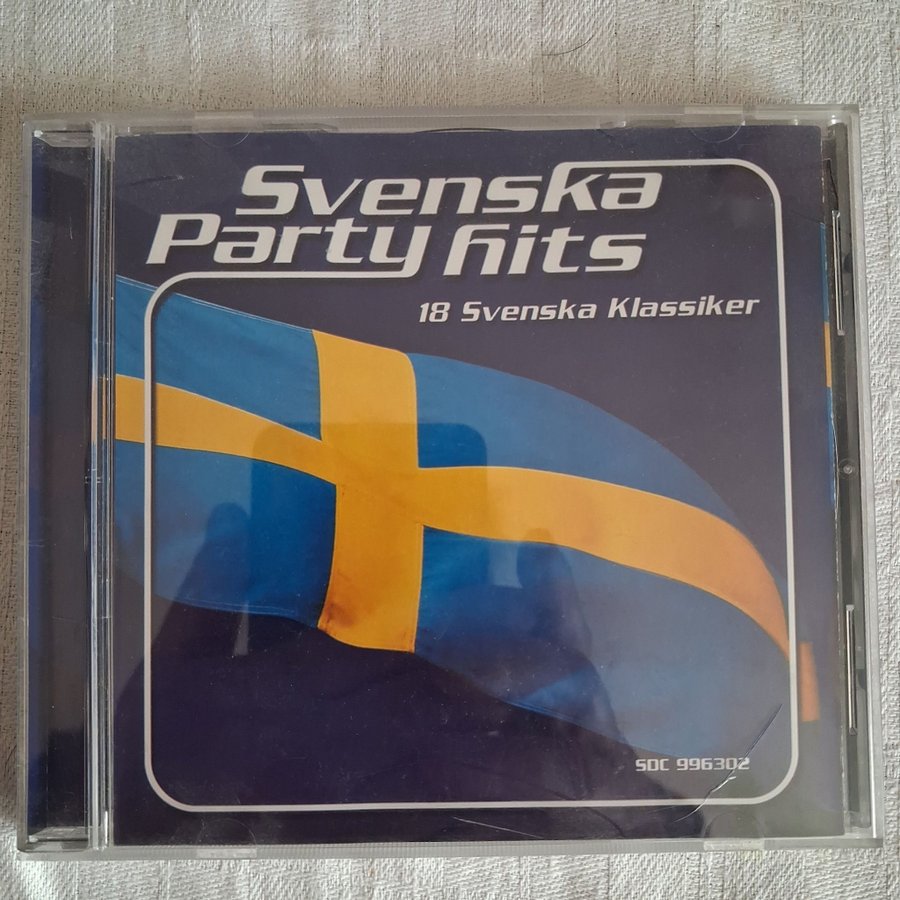 Svenska
Party hits
18 Svenska Klassiker
SDC 996302